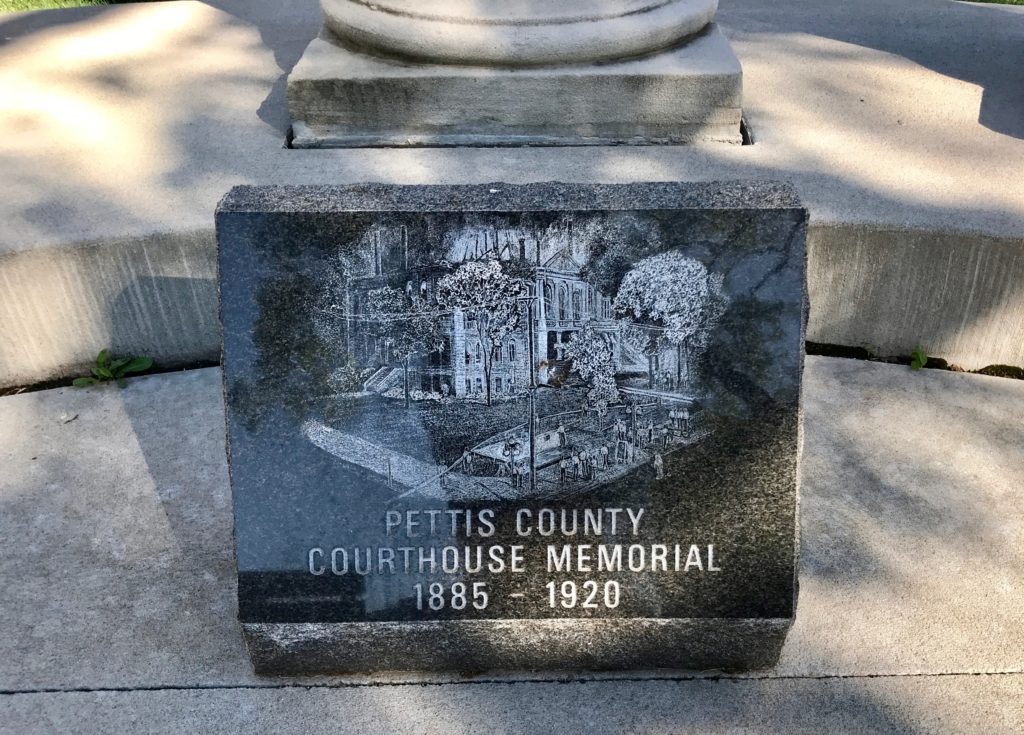 PETTIS COUNTY
COURTHOUSE MEMORIAL
1885 - 1920